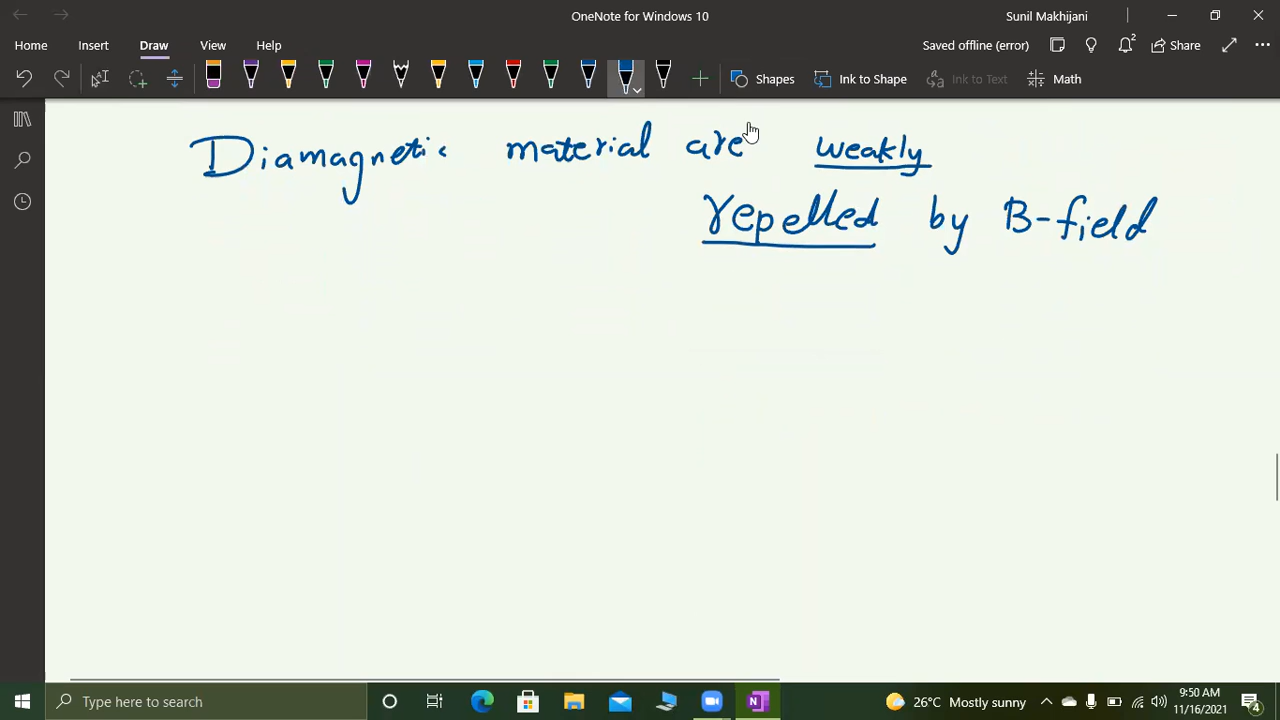 OneNote for Windows 10
Sunil Makhijani
Home Insert Draw View Help
Saved offline (error)
Share
Shapes
Ink to Shape
Ink to Text
Math
Diamagnetic material are weakly
repelled by B-field
Type here to search
26°C Mostly sunny
9:50 AM
11/16/2021
4